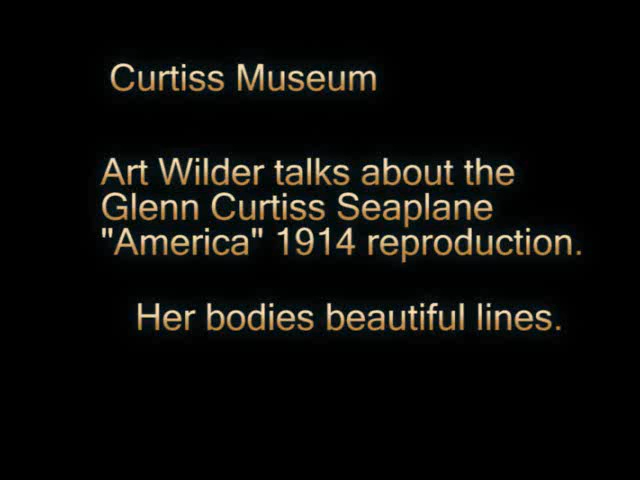 Curtiss Museum
Art Wilder talks about the
Glenn Curtiss Seaplane
"America" 1914 reproduction.
Her bodies beautiful lines.